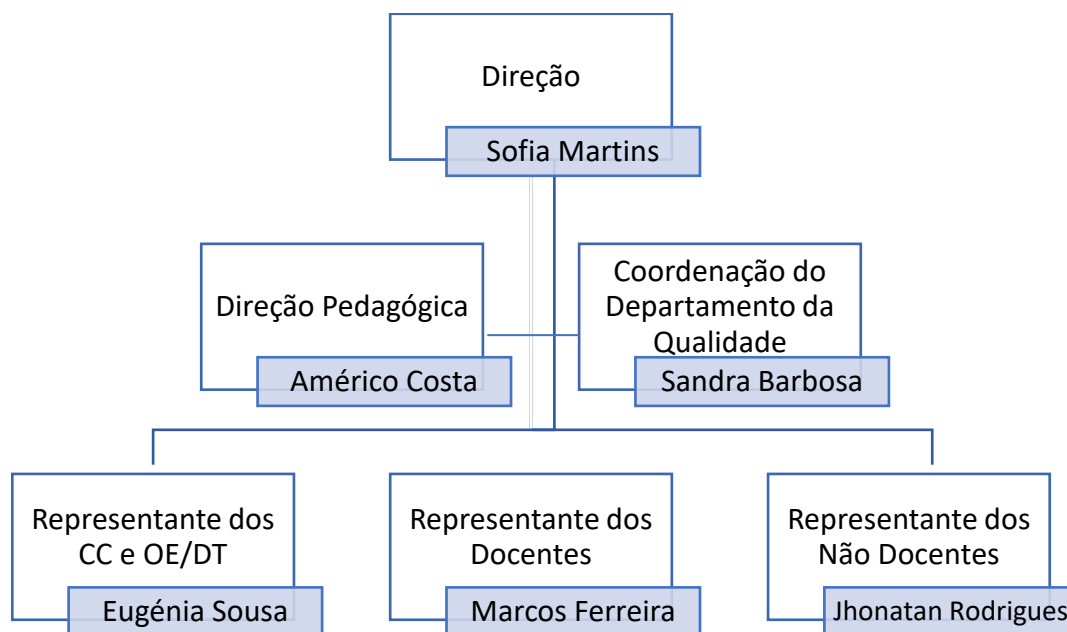 Direção
Sofia Martins
Direção Pedagógica
Américo Costa
Coordenação do
Departamento da
Qualidade
Sandra Barbosa
Representante dos
CC e OE/DT
Eugénia Sousa
Representante dos
Docentes
Marcos Ferreira
Representante dos
Não Docentes
Jhonatan Rodrigues